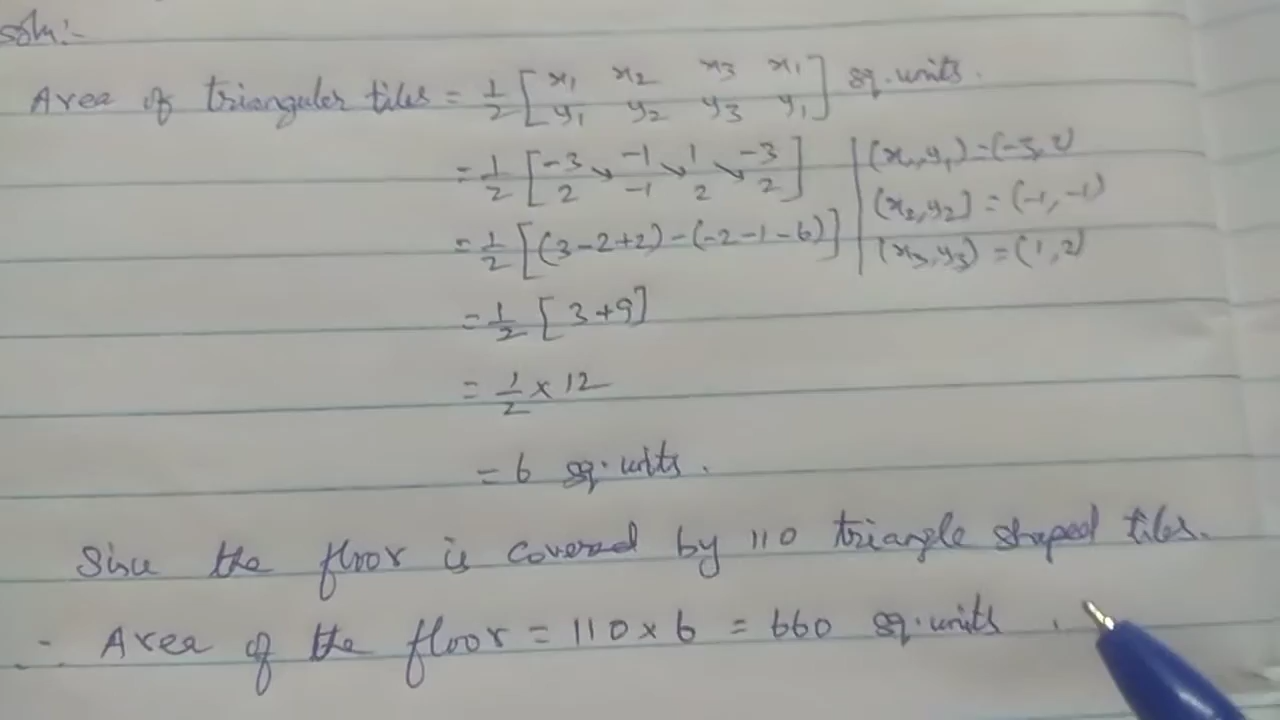 Soln:-
Area of triangular tiles = 1/2 [x1 x2 x3 x1 / y1 y2 y3 y1] sq. units.
= 1/2 [-3 -1 1 -3 / 2 -1 2 2] | (x1,y1) = (-3,2)
(x2,y2) = (-1,-1)
= 1/2 [(3-2+2)-(-2-1-6)] | (x3,y3) = (1,2)
= 1/2 [3+9]
= 1/2 × 12
= 6 sq. units.
Since the floor is covered by 110 triangle shaped tiles.
∴ Area of the floor = 110 × 6 = 660 sq. units.